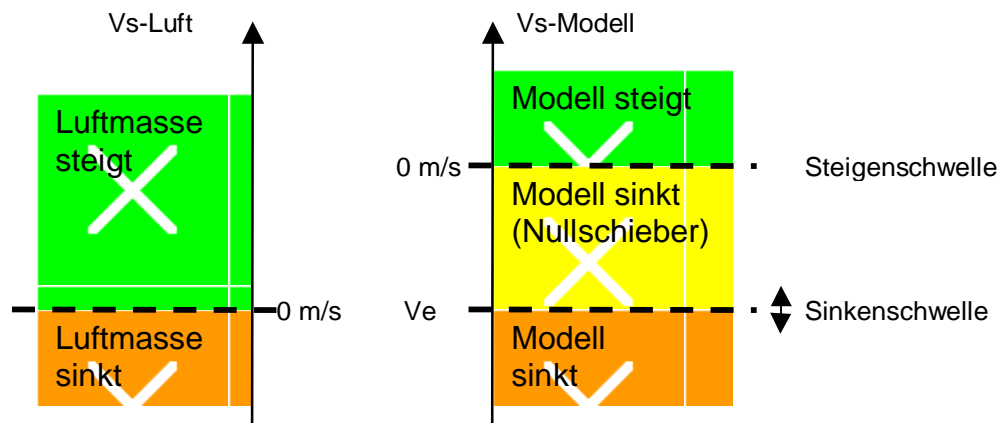 Vs-Luft
Luftmasse
steigt
0 m/s
Luftmasse
sinkt
Vs-Modell
Modell steigt
0 m/s
Steigenschwelle
Modell sinkt
(Nullschieber)
Ve
Sinkenschwelle
Modell
sinkt